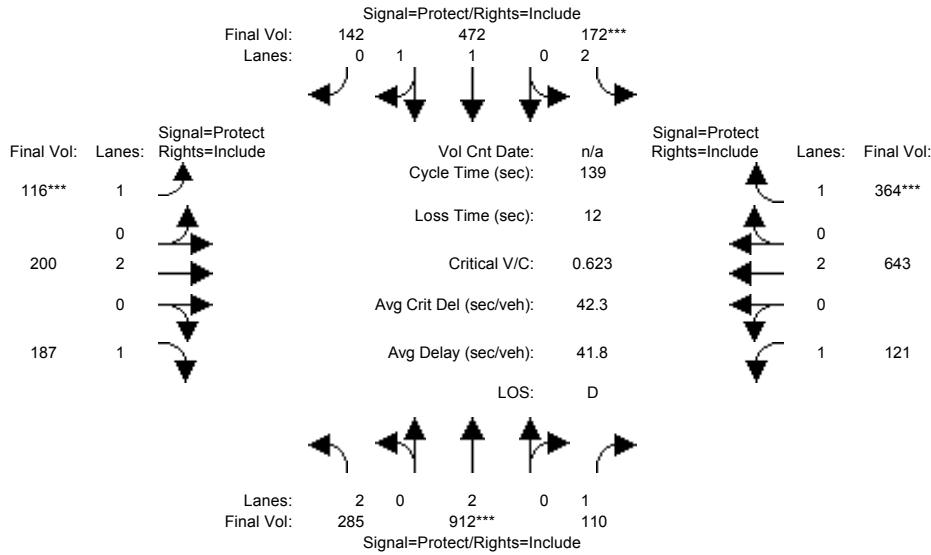 Signal=Protect/Rights=Include
Final Vol: 142 472 172***
Lanes: 0 1 1 0 2
Signal=Protect Signal=Protect
Final Vol: Lanes: Rights=Include Vol Cnt Date: n/a Rights=Include Lanes: Final Vol:
Cycle Time (sec): 139
116*** 1 1 364***
Loss Time (sec): 12
0 0
200 2 Critical V/C: 0.623 2 643
0 Avg Crit Del (sec/veh): 42.3 0
187 1 Avg Delay (sec/veh): 41.8 1 121
LOS: D
Lanes: 2 0 2 0 1
Final Vol: 285 912*** 110
Signal=Protect/Rights=Include